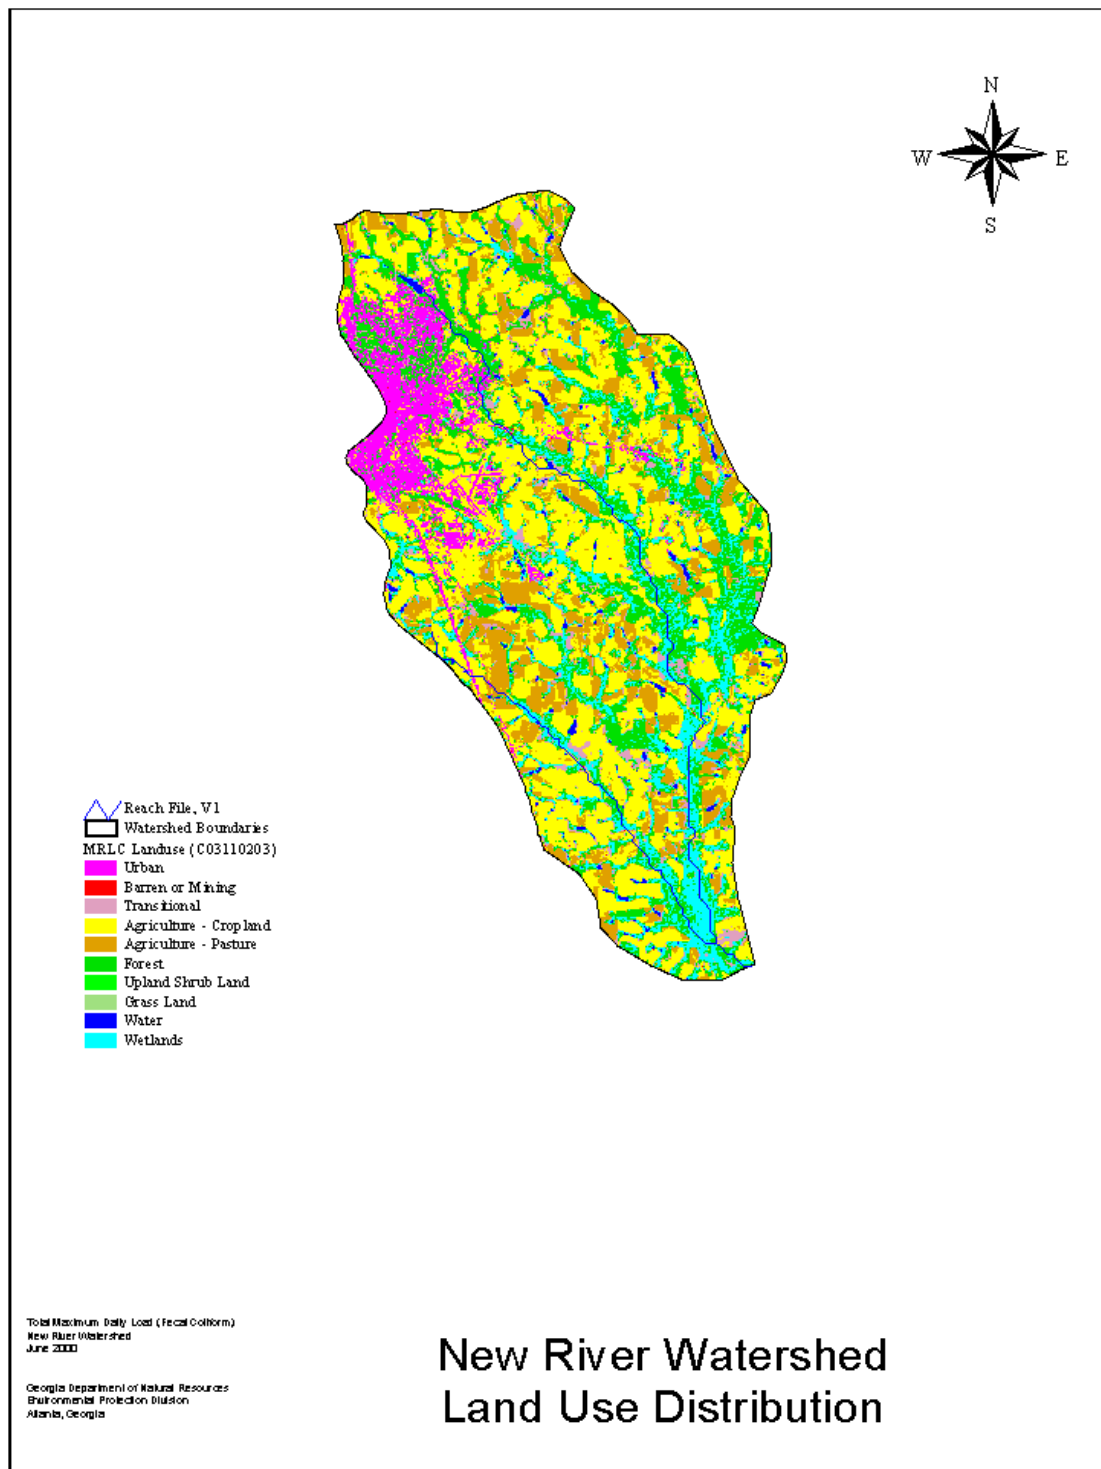 N
W
E
S
Reach File, V1
Watershed Boundaries
MRLC Landuse (C03110203)
Urban
Barren or Mining
Transitional
Agriculture - Cropland
Agriculture - Pasture
Forest
Upland Shrub Land
Grass Land
Water
Wetlands
Total Maximum Daily Load (Fecal Coliform)
New River Watershed
June 2000
Georgia Department of Natural Resources
Environmental Protection Division
Atlanta, Georgia
New River Watershed
Land Use Distribution